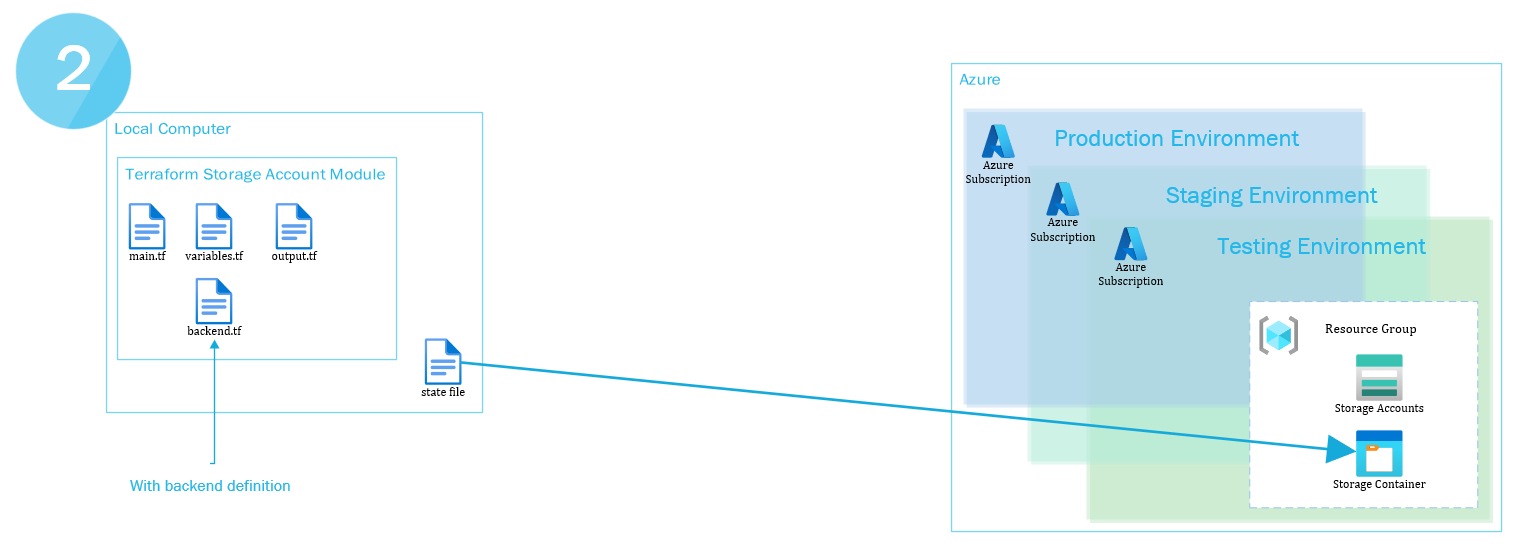 2
Local Computer
Terraform Storage Account Module
main.tf
variables.tf
output.tf
backend.tf
state file
With backend definition
Azure
Production Environment
Azure
Subscription
Staging Environment
Azure
Subscription
Testing Environment
Azure
Subscription
Resource Group
Storage Accounts
Storage Container